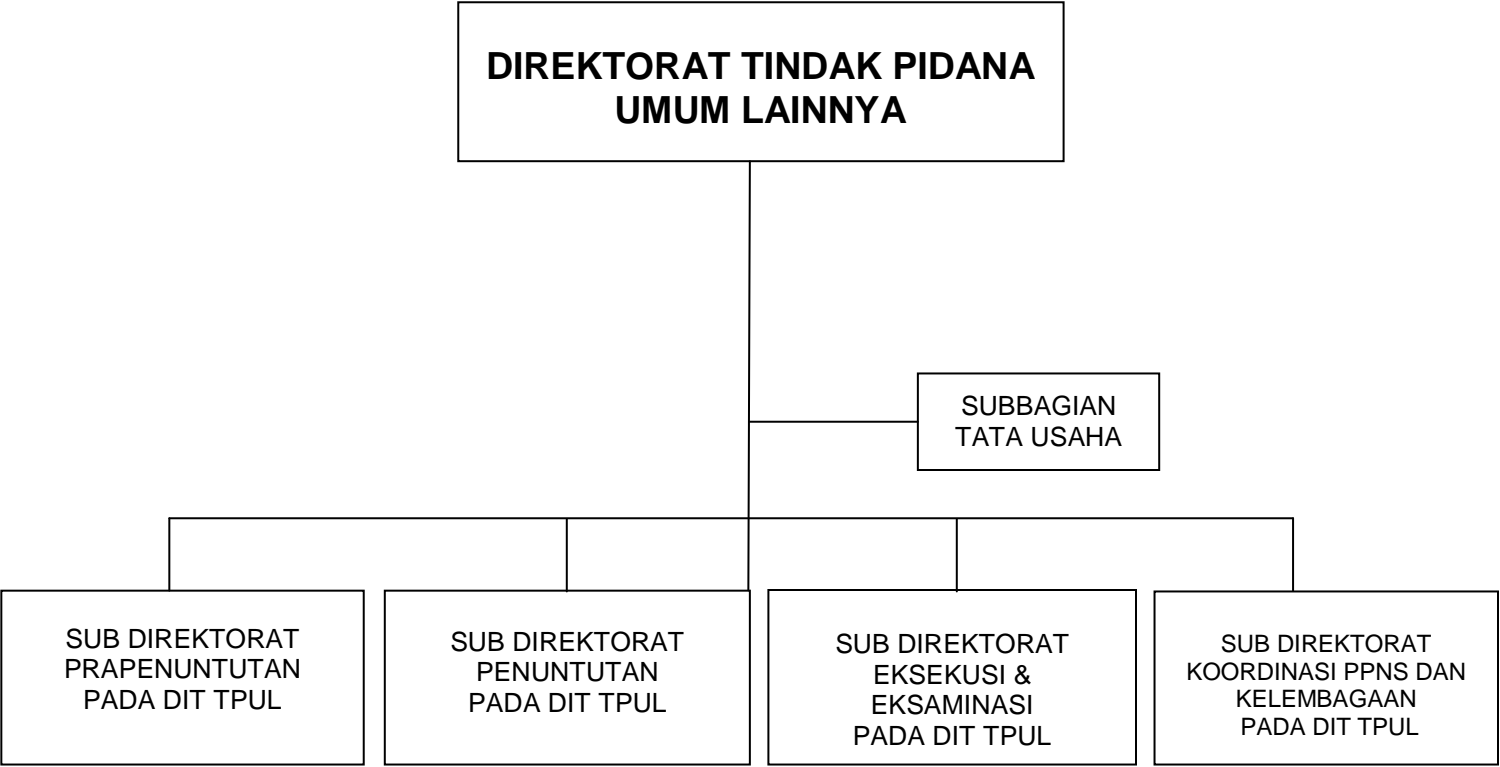 DIREKTORAT TINDAK PIDANA
UMUM LAINNYA
SUBBAGIAN
TATA USAHA
SUB DIREKTORAT
PRAPENUNTUTAN
PADA DIT TPUL
SUB DIREKTORAT
PENUNTUTAN
PADA DIT TPUL
SUB DIREKTORAT
EKSEKUSI &
EKSAMINASI
PADA DIT TPUL
SUB DIREKTORAT
KOORDINASI PPNS DAN
KELEMBAGAAN
PADA DIT TPUL